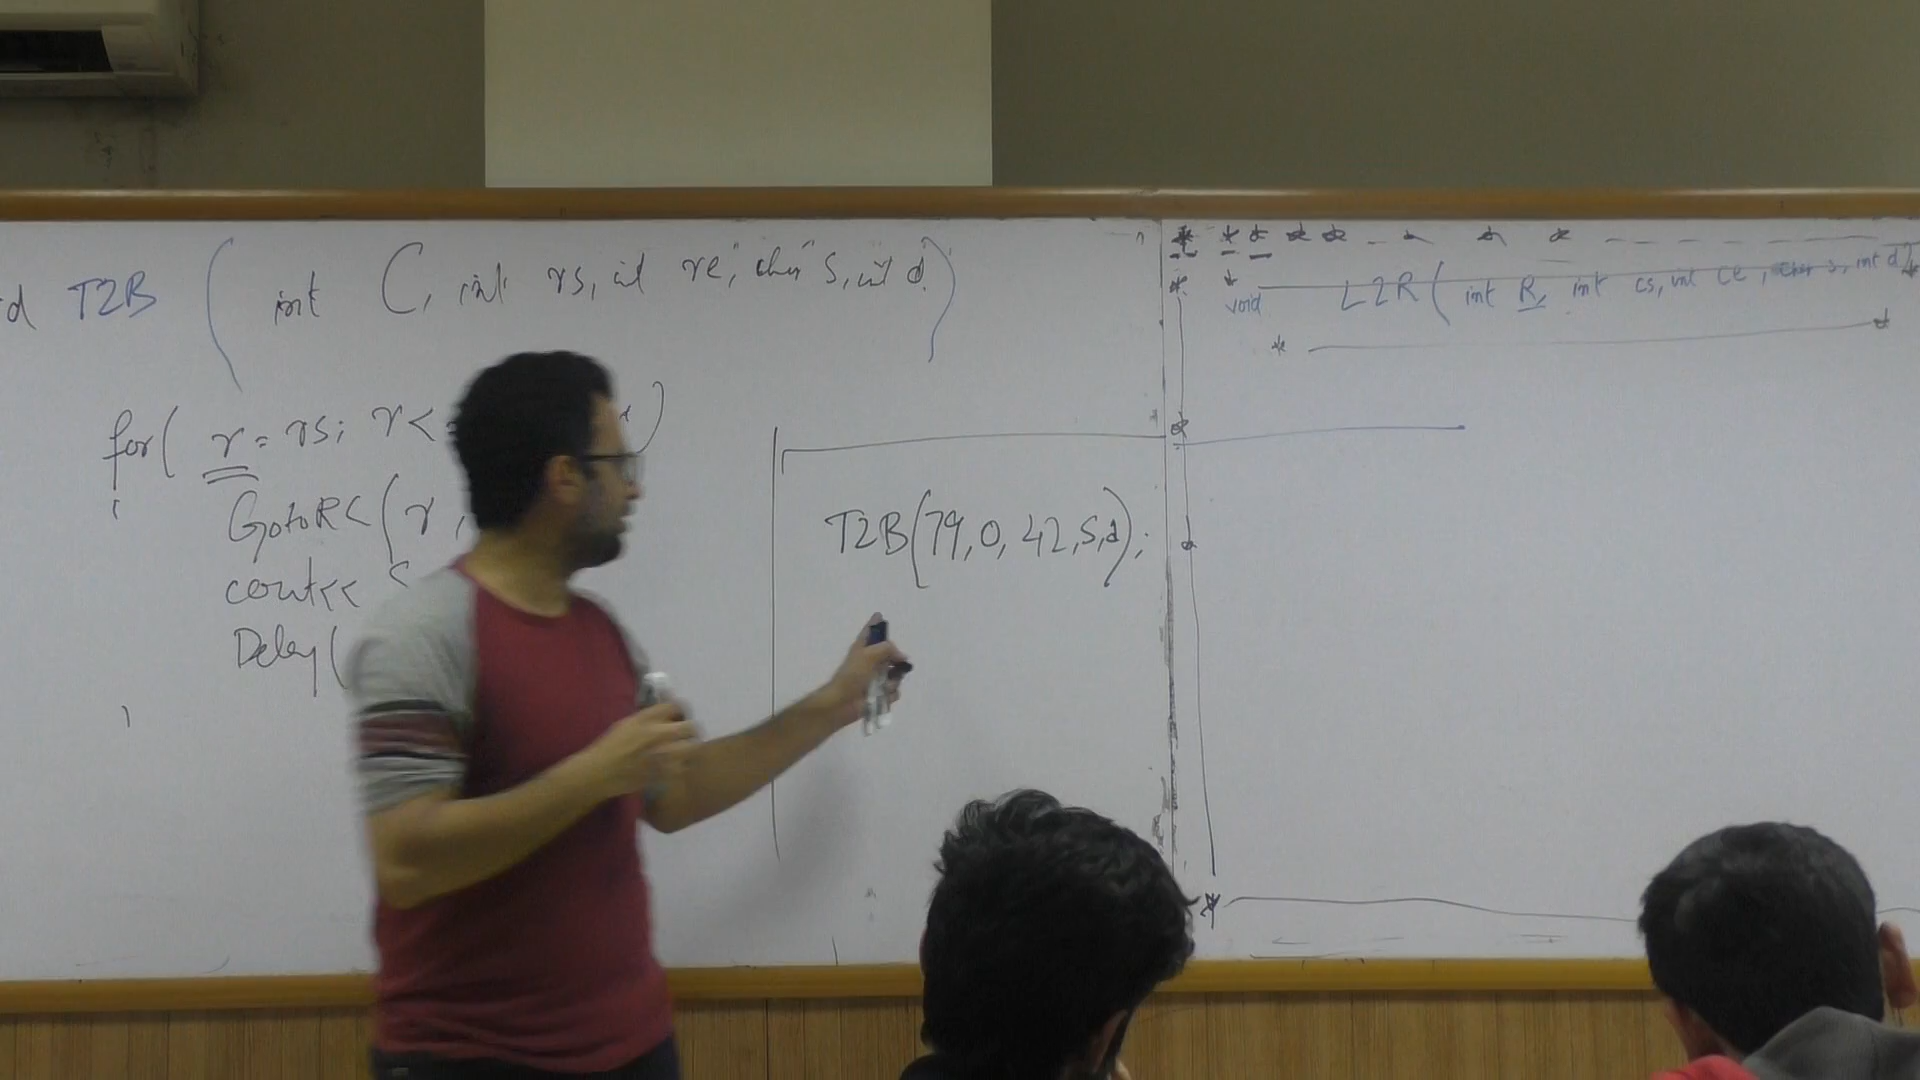 d T2B ( int C, int rs, int re, char s, int d )
for( r = rs; r<
GotoRC ( r ,
cout<<
Delay(
T2B(79,0,42,s,d);
* * * * * - * * * - - - -
void L2R( int R, int cs, int ce, char s, int d)